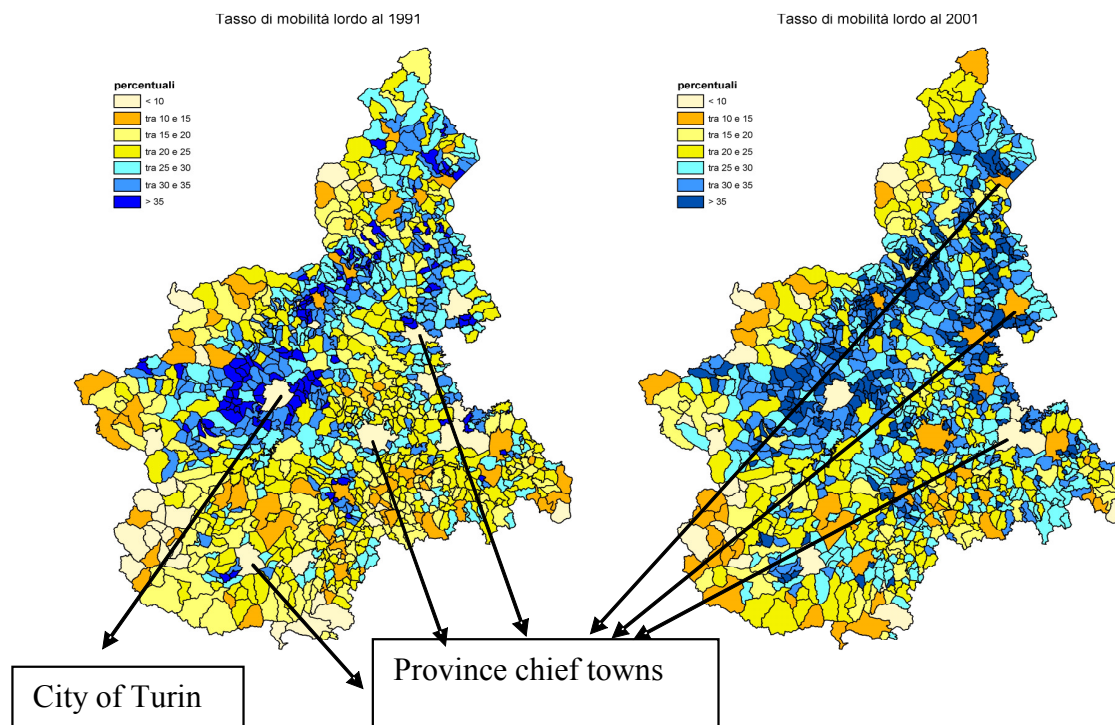 Tasso di mobilità lordo al 1991
percentuali
< 10
tra 10 e 15
tra 15 e 20
tra 20 e 25
tra 25 e 30
tra 30 e 35
> 35
Tasso di mobilità lordo al 2001
percentuali
< 10
tra 10 e 15
tra 15 e 20
tra 20 e 25
tra 25 e 30
tra 30 e 35
> 35
City of Turin
Province chief towns